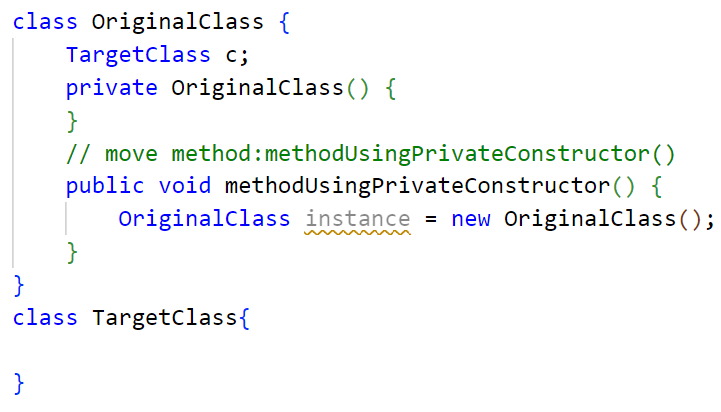 class OriginalClass {
    TargetClass c;
    private OriginalClass() {
    }
    // move method:methodUsingPrivateConstructor()
    public void methodUsingPrivateConstructor() {
        OriginalClass instance = new OriginalClass();
    }
}
class TargetClass{
}